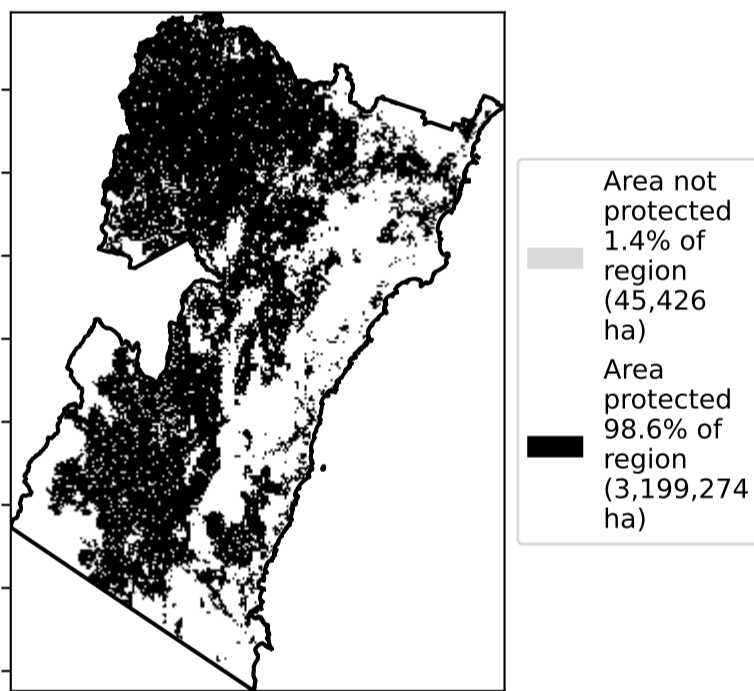 Area not
protected
1.4% of
region
(45,426
ha)
Area
protected
98.6% of
region
(3,199,274
ha)